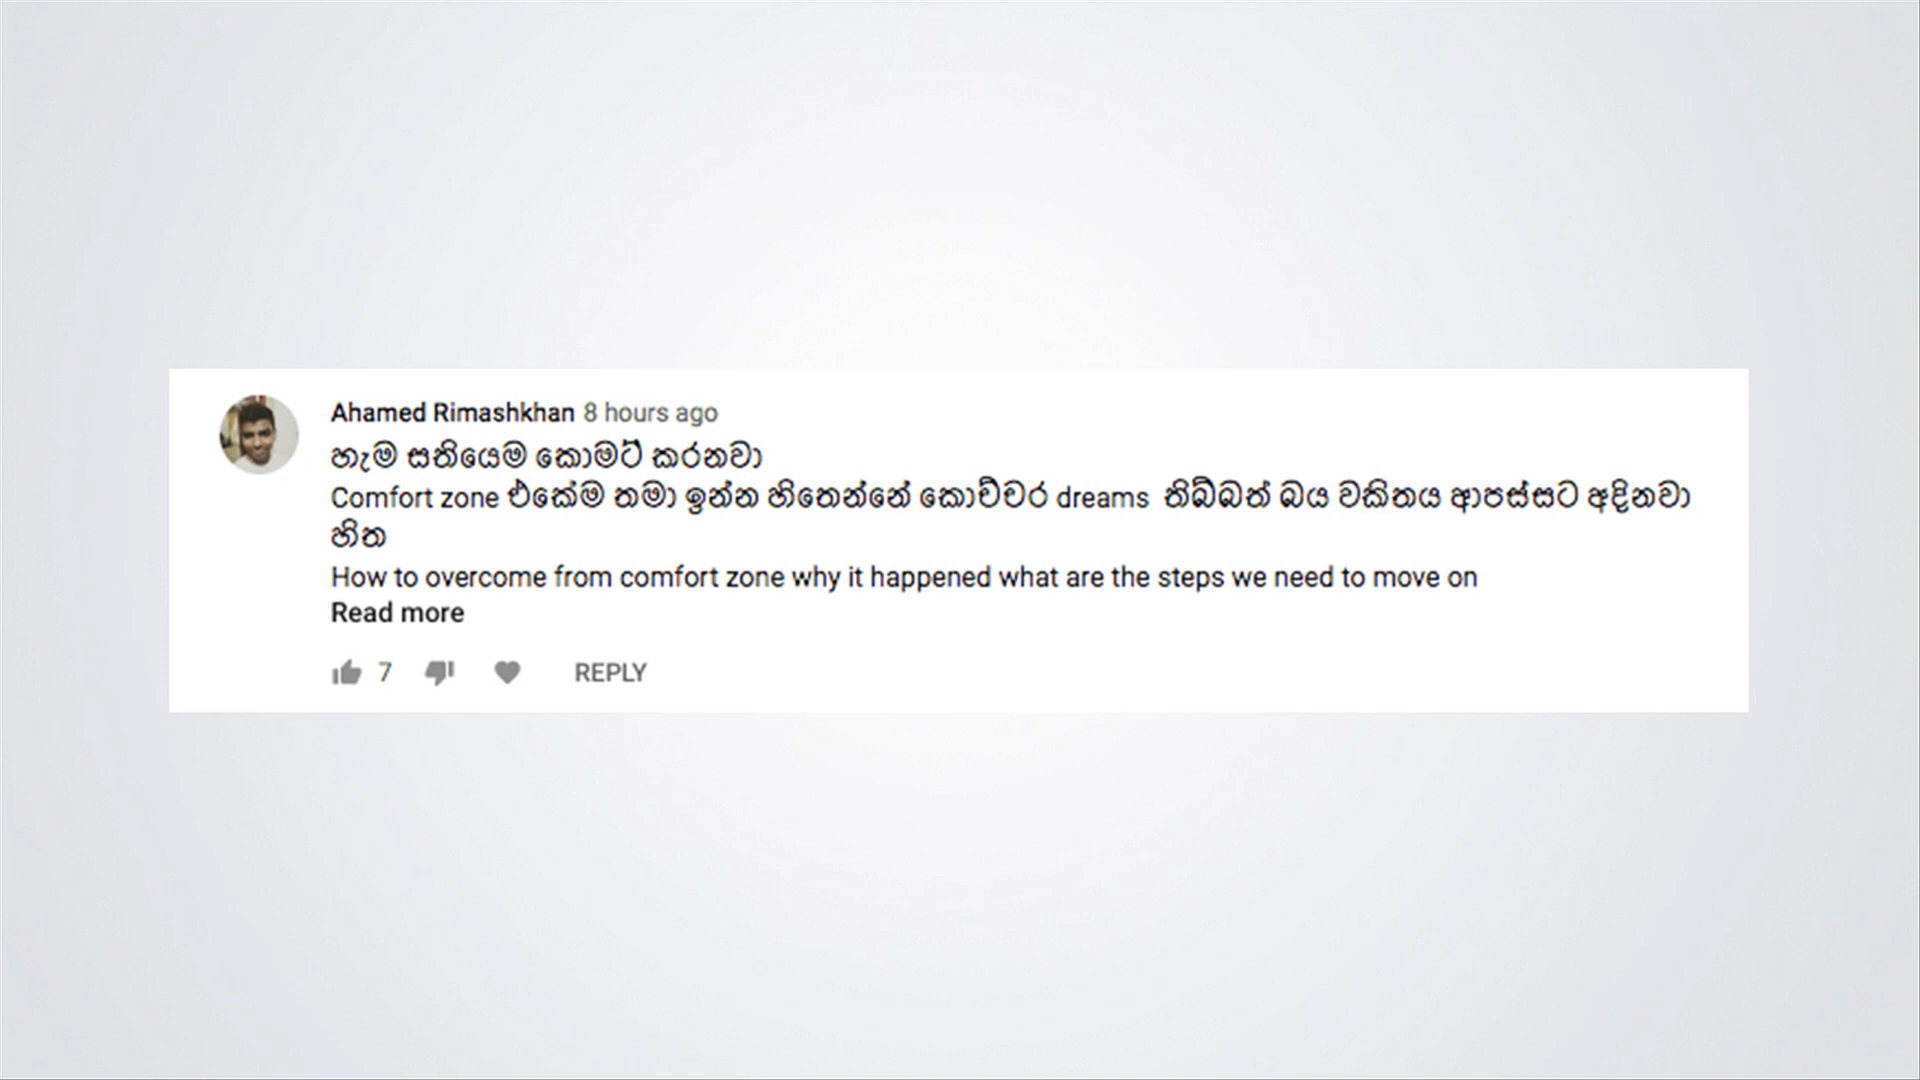 Ahamed Rimashkhan 8 hours ago
හැම සතියෙම කොමට් කරනවා
Comfort zone එකේම තමා ඉන්න හිතෙන්නේ කොච්චර dreams තිබ්බත් බය වකිතය ආපස්සට අදිනවා
හිත
How to overcome from comfort zone why it happened what are the steps we need to move on
Read more
7 REPLY